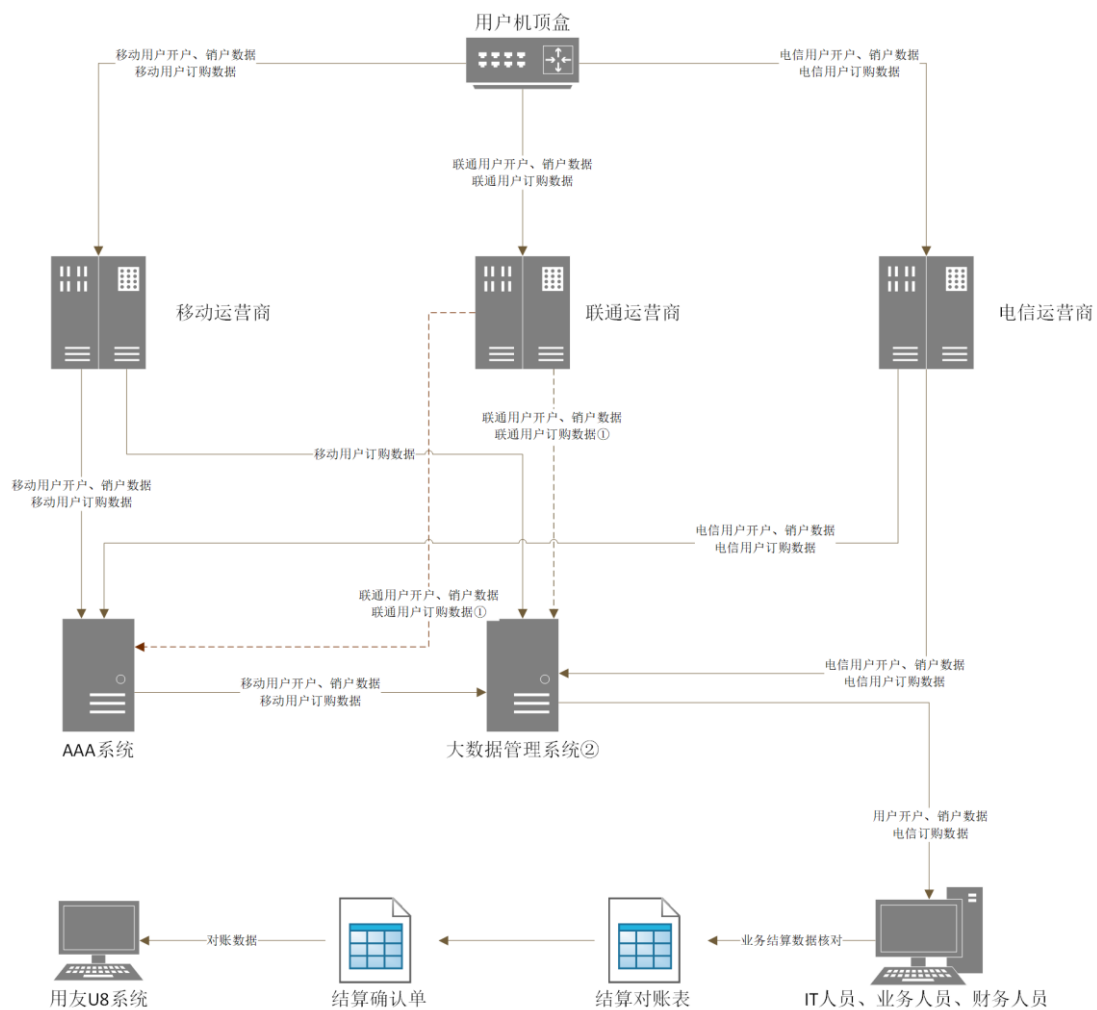 用户机顶盒
移动用户开户、销户数据
移动用户订购数据
电信用户开户、销户数据
电信用户订购数据
联通用户开户、销户数据
联通用户订购数据
移动运营商
联通运营商
电信运营商
联通用户开户、销户数据
联通用户订购数据①
移动用户订购数据
移动用户开户、销户数据
移动用户订购数据
电信用户开户、销户数据
电信用户订购数据
联通用户开户、销户数据
联通用户订购数据①
电信用户开户、销户数据
电信用户订购数据
移动用户开户、销户数据
移动用户订购数据
AAA系统
大数据管理系统②
用户开户、销户数据
电信订购数据
对账数据
业务结算数据核对
用友U8系统
结算确认单
结算对账表
IT人员、业务人员、财务人员